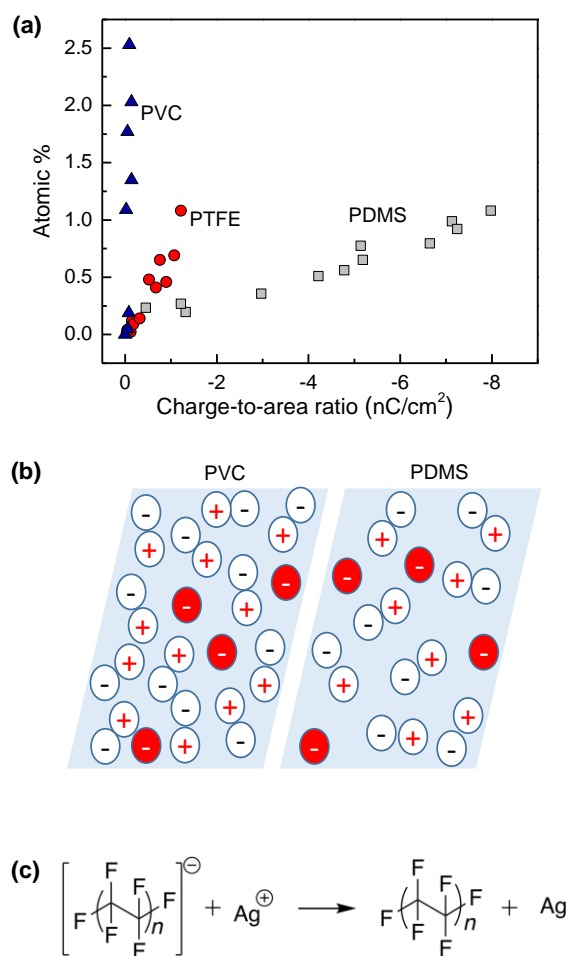 (a)
2.5
2.0
1.5
1.0
0.5
0.0
Atomic %
PVC
PTFE
PDMS
0 -2 -4 -6 -8
Charge-to-area ratio (nC/cm²)
(b)
PVC PDMS
- + - - - -
+ - + + + -
- - - - - + -
+ + - + -
+ - - + -
+ + - - - + -
- - + + - + +
+ - + - + +
- - + - - + -
(c)
F F F F F n ⊖ + Ag⊕ → F F F F F F n + Ag